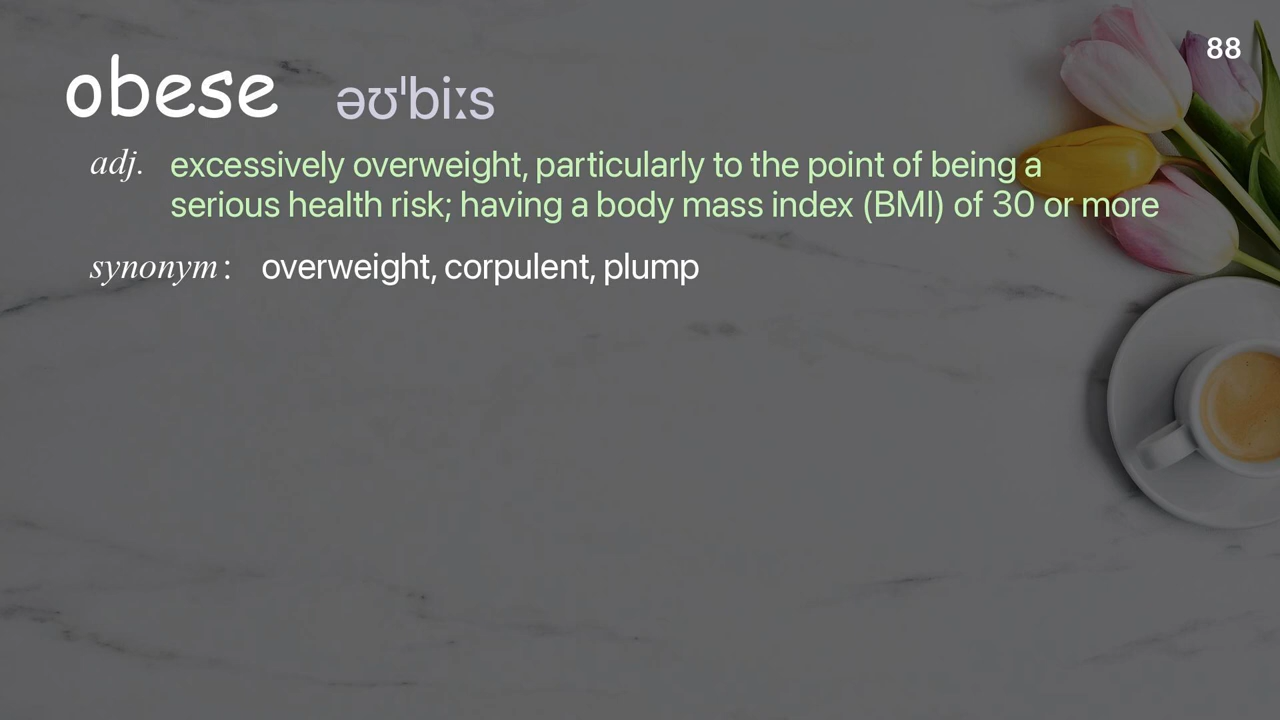 88
obese əʊˈbiːs
adj. excessively overweight, particularly to the point of being a
serious health risk; having a body mass index (BMI) of 30 or more
synonym: overweight, corpulent, plump